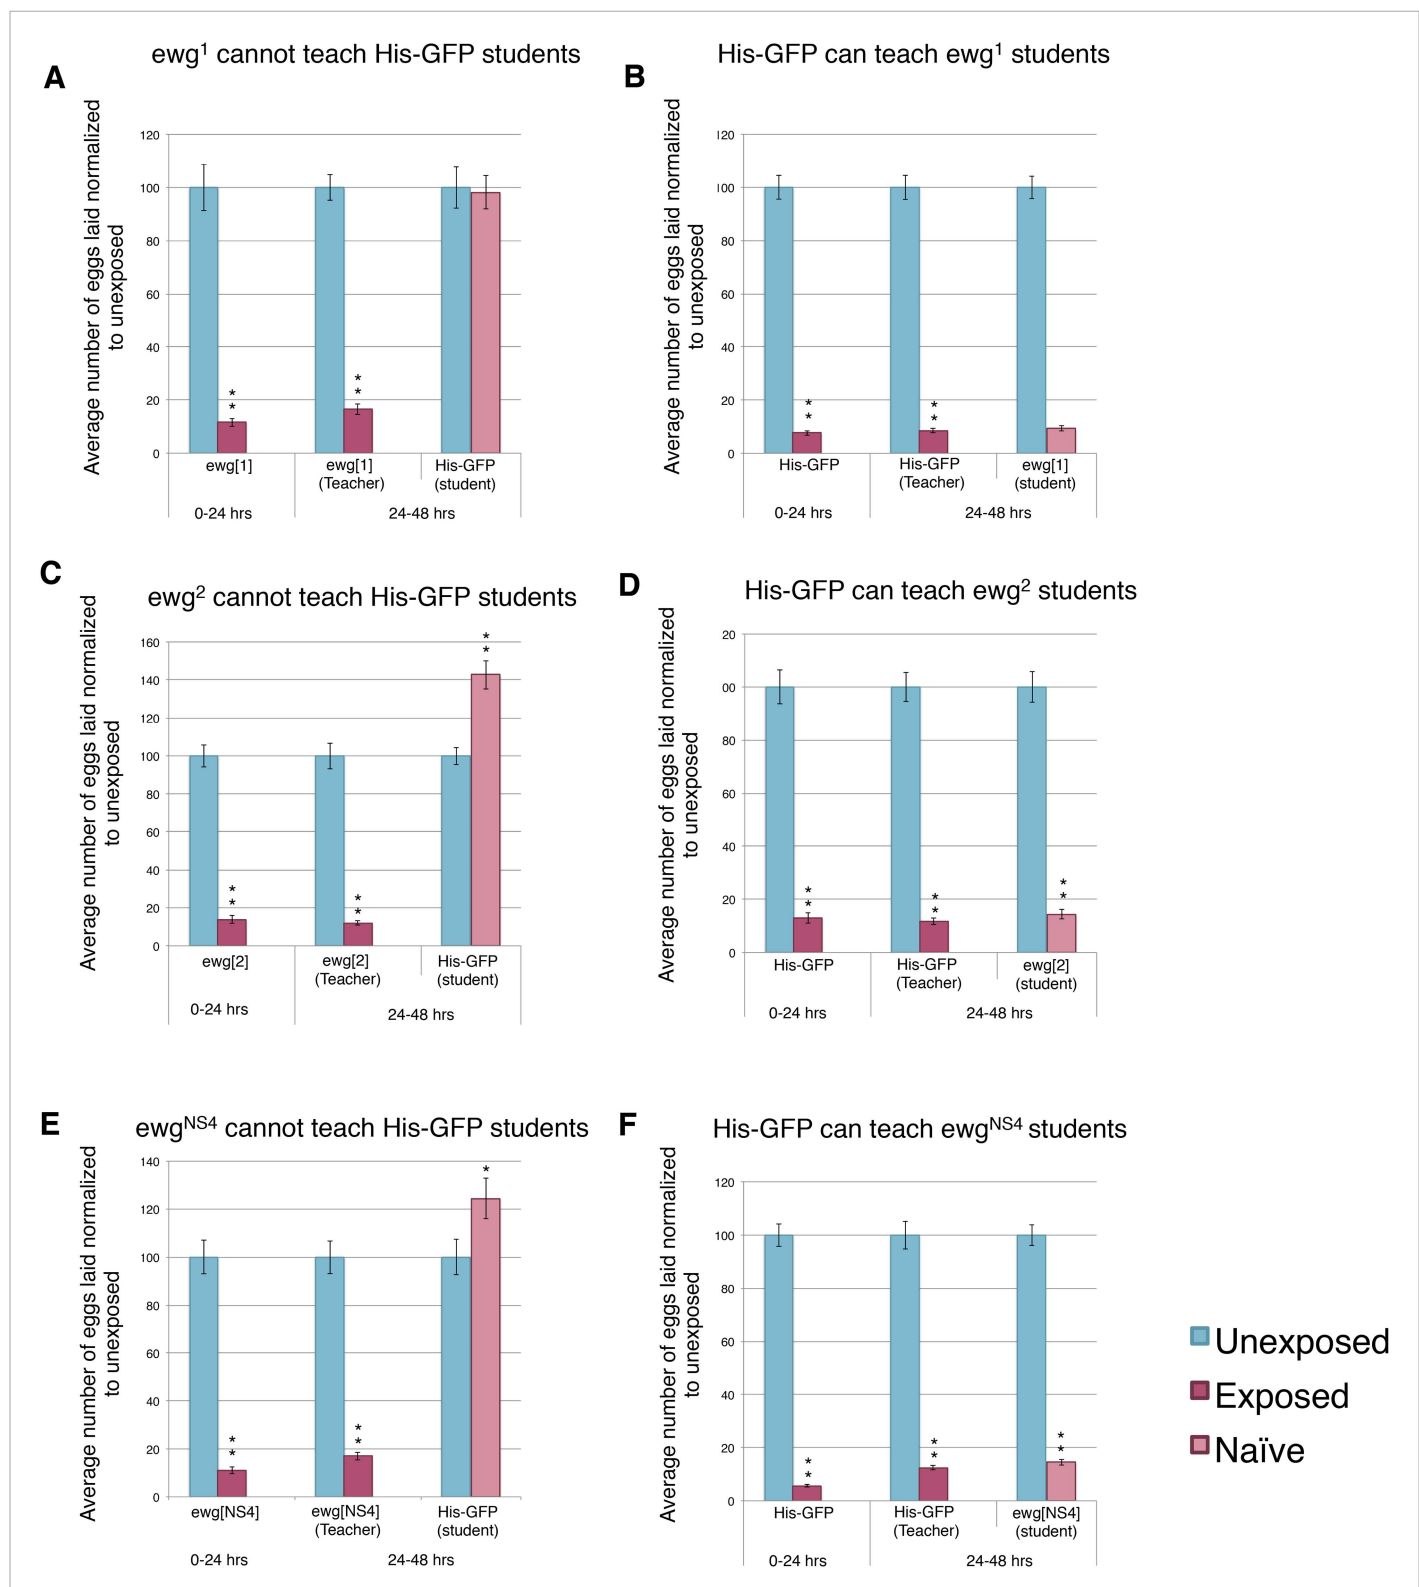 A
ewg¹ cannot teach His-GFP students
Average number of eggs laid normalized
to unexposed
120
100
80
60
40
20
0
**
**
ewg[1]
ewg[1]
(Teacher)
His-GFP
(student)
0-24 hrs
24-48 hrs
B
His-GFP can teach ewg¹ students
Average number of eggs laid normalized
to unexposed
120
100
80
60
40
20
0
**
**
His-GFP
His-GFP
(Teacher)
ewg[1]
(student)
0-24 hrs
24-48 hrs
C
ewg² cannot teach His-GFP students
Average number of eggs laid normalized
to unexposed
160
140
120
100
80
60
40
20
0
**
**
**
ewg[2]
ewg[2]
(Teacher)
His-GFP
(student)
0-24 hrs
24-48 hrs
D
His-GFP can teach ewg² students
Average number of eggs laid normalized
to unexposed
20
00
80
60
40
20
0
**
**
**
His-GFP
His-GFP
(Teacher)
ewg[2]
(student)
0-24 hrs
24-48 hrs
E
ewgᴺˢ⁴ cannot teach His-GFP students
Average number of eggs laid normalized
to unexposed
140
120
100
80
60
40
20
0
**
**
*
ewg[NS4]
ewg[NS4]
(Teacher)
His-GFP
(student)
0-24 hrs
24-48 hrs
F
His-GFP can teach ewgᴺˢ⁴ students
Average number of eggs laid normalized
to unexposed
120
100
80
60
40
20
0
**
**
**
His-GFP
His-GFP
(Teacher)
ewg[NS4]
(student)
0-24 hrs
24-48 hrs
Unexposed
Exposed
Naïve